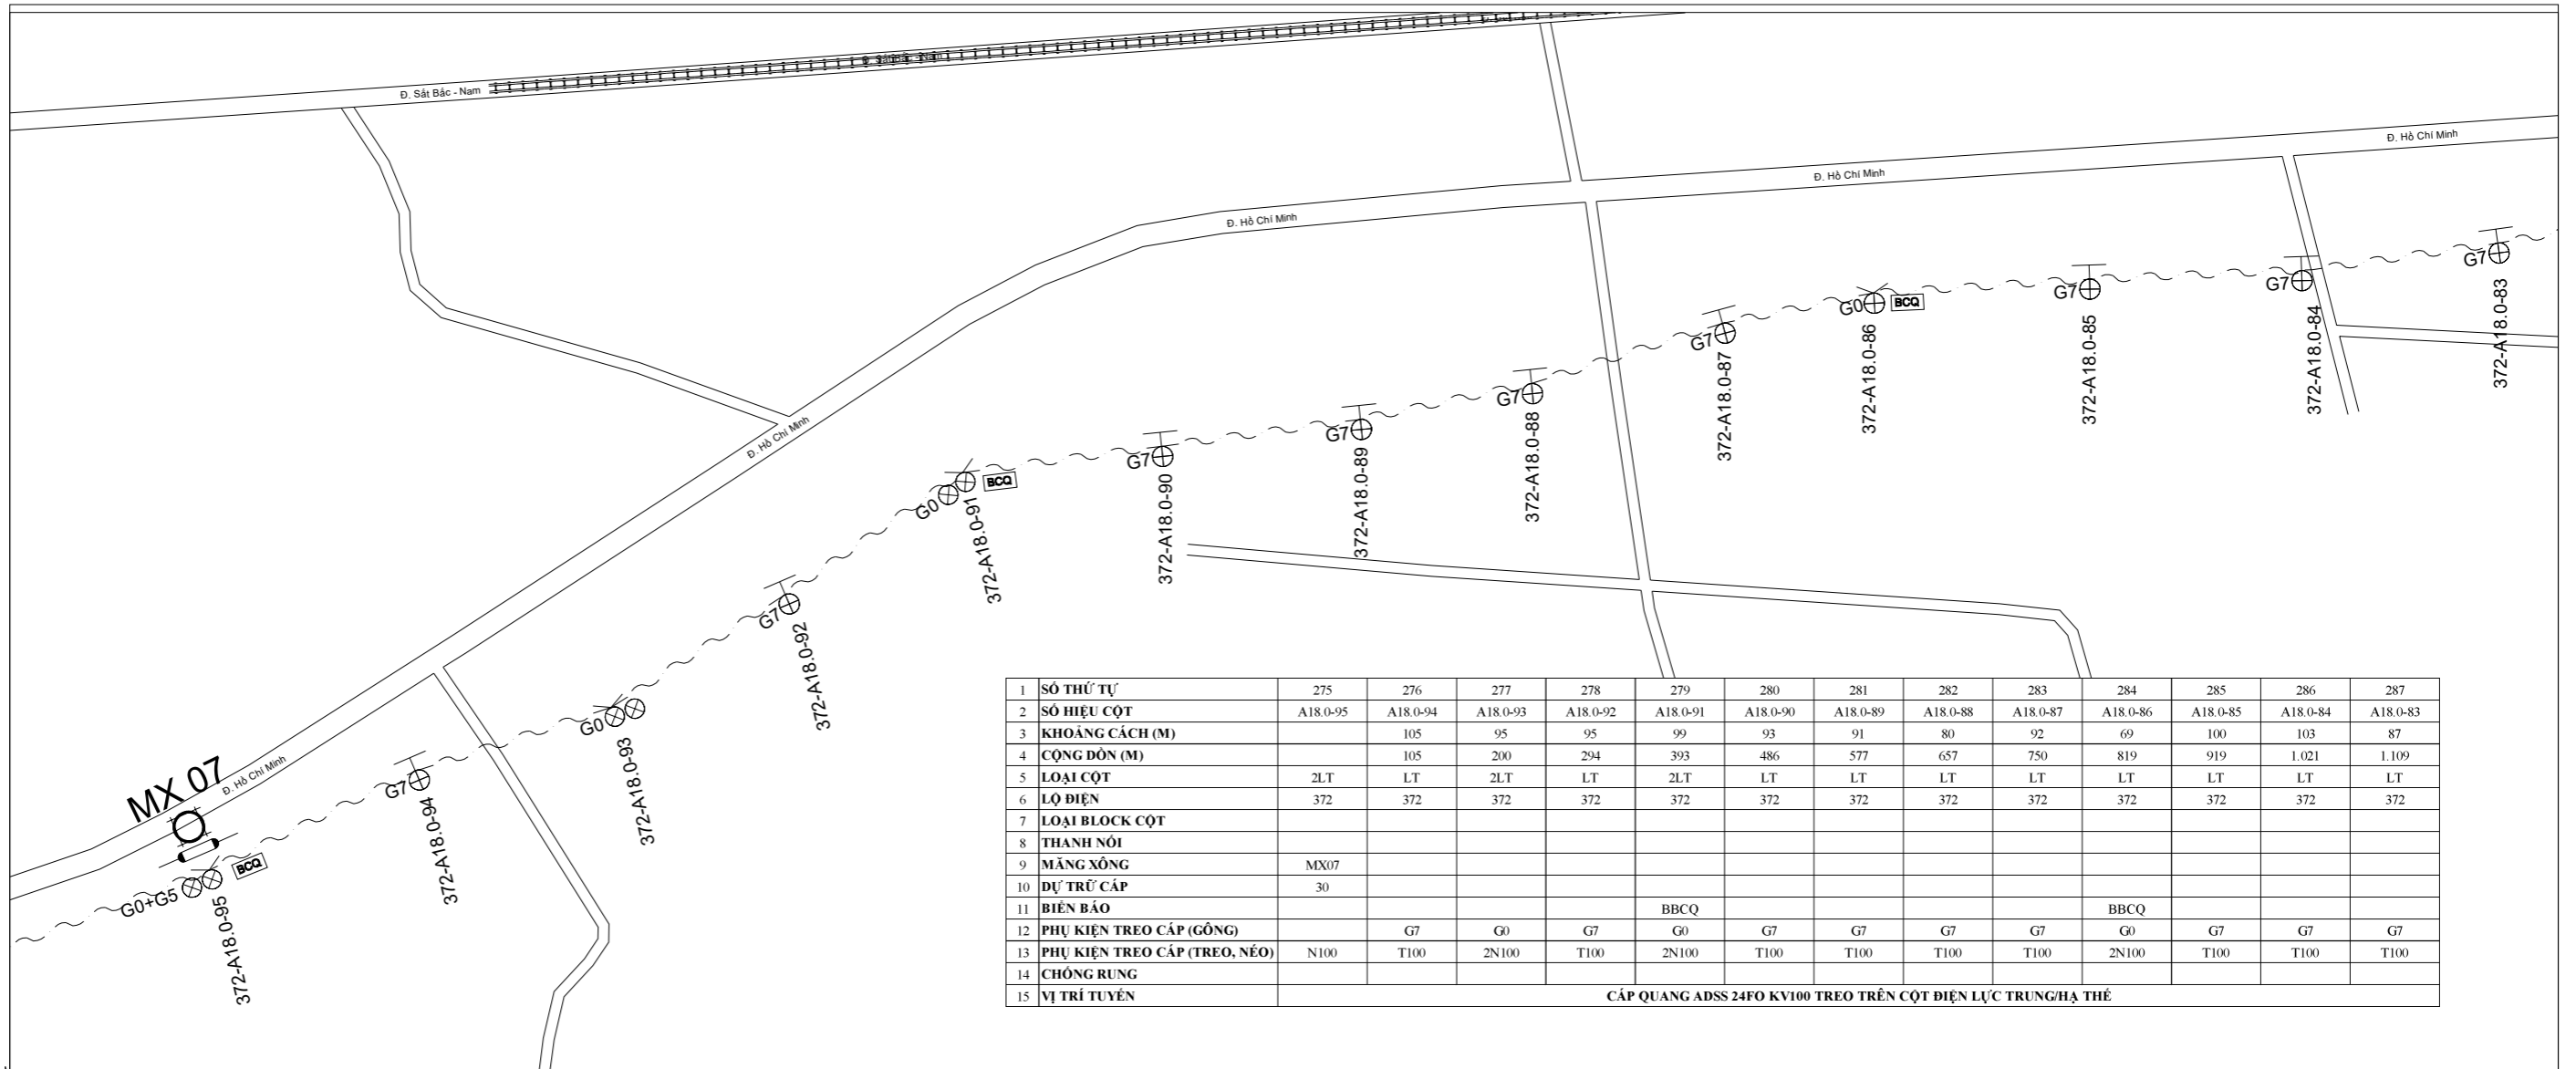 Đ. Sắt Bắc - Nam
Đ. Hồ Chí Minh
Đ. Hồ Chí Minh
Đ. Hồ Chí Minh
Đ. Hồ Chí Minh
Đ. Hồ Chí Minh
MX 07
G0+G5
BCQ
372-A18.0-95
G7
372-A18.0-94
G0
372-A18.0-93
G7
372-A18.0-92
G0
BCQ
372-A18.0-91
G7
372-A18.0-90
G7
372-A18.0-89
G7
372-A18.0-88
G7
372-A18.0-87
G0
BCQ
372-A18.0-86
G7
372-A18.0-85
G7
372-A18.0-84
G7
372-A18.0-83
1 SỐ THỨ TỰ 275 276 277 278 279 280 281 282 283 284 285 286 287
2 SỐ HIỆU CỘT A18.0-95 A18.0-94 A18.0-93 A18.0-92 A18.0-91 A18.0-90 A18.0-89 A18.0-88 A18.0-87 A18.0-86 A18.0-85 A18.0-84 A18.0-83
3 KHOẢNG CÁCH (M) 105 95 95 99 93 91 80 92 69 100 103 87
4 CỘNG DỒN (M) 105 200 294 393 486 577 657 750 819 919 1.021 1.109
5 LOẠI CỘT 2LT LT 2LT LT 2LT LT LT LT LT LT LT LT LT
6 LỘ ĐIỆN 372 372 372 372 372 372 372 372 372 372 372 372 372
7 LOẠI BLOCK CỘT
8 THANH NỐI
9 MĂNG XÔNG MX07
10 DỰ TRỮ CÁP 30
11 BIỂN BÁO BBCQ BBCQ
12 PHỤ KIỆN TREO CÁP (GÔNG) G7 G0 G7 G0 G7 G7 G7 G7 G0 G7 G7 G7
13 PHỤ KIỆN TREO CÁP (TREO, NÉO) N100 T100 2N100 T100 2N100 T100 T100 T100 T100 2N100 T100 T100 T100
14 CHỐNG RUNG
15 VỊ TRÍ TUYẾN CÁP QUANG ADSS 24FO KV100 TREO TRÊN CỘT ĐIỆN LỰC TRUNG/HẠ THẾ